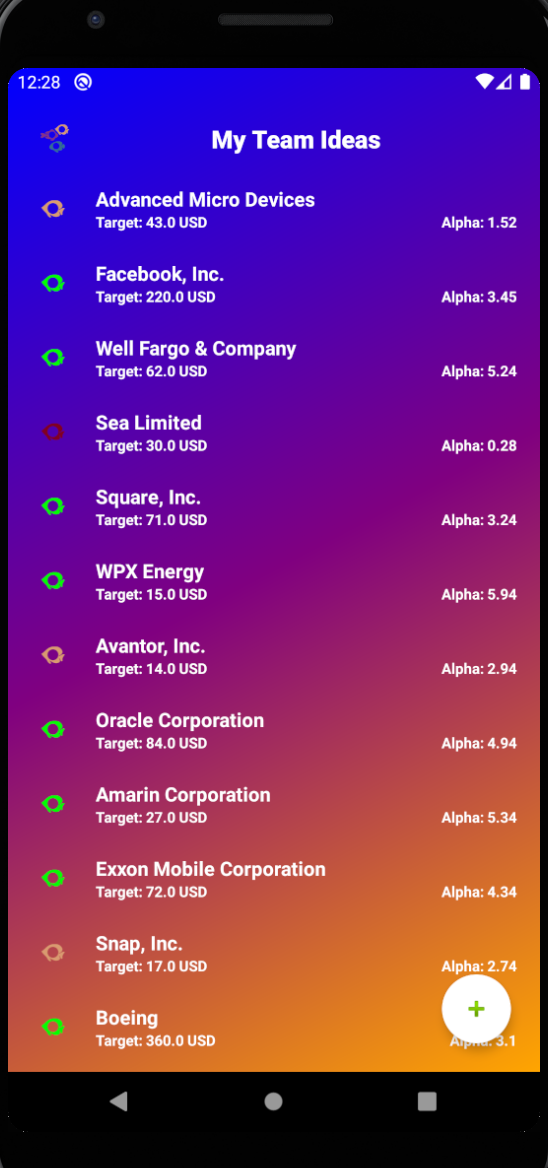 12:28
My Team Ideas
Advanced Micro Devices
Target: 43.0 USD Alpha: 1.52
Facebook, Inc.
Target: 220.0 USD Alpha: 3.45
Well Fargo & Company
Target: 62.0 USD Alpha: 5.24
Sea Limited
Target: 30.0 USD Alpha: 0.28
Square, Inc.
Target: 71.0 USD Alpha: 3.24
WPX Energy
Target: 15.0 USD Alpha: 5.94
Avantor, Inc.
Target: 14.0 USD Alpha: 2.94
Oracle Corporation
Target: 84.0 USD Alpha: 4.94
Amarin Corporation
Target: 27.0 USD Alpha: 5.34
Exxon Mobile Corporation
Target: 72.0 USD Alpha: 4.34
Snap, Inc.
Target: 17.0 USD Alpha: 2.74
Boeing
Target: 360.0 USD Alpha: 3.1
+